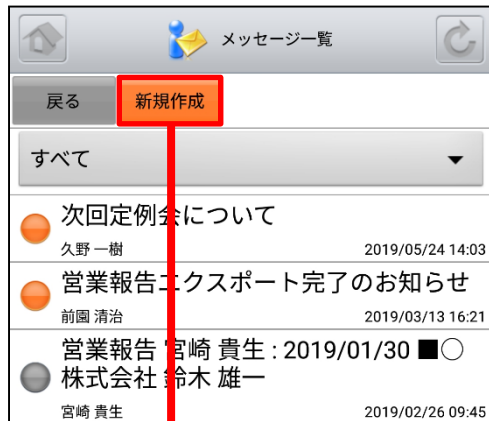 メッセージ一覧
戻る 新規作成
すべて
次回定例会について
久野 一樹 2019/05/24 14:03
営業報告エクスポート完了のお知らせ
前園 清治 2019/03/13 16:21
営業報告 宮崎 貴生 : 2019/01/30 ■○
株式会社 鈴木 雄一
宮崎 貴生 2019/02/26 09:45